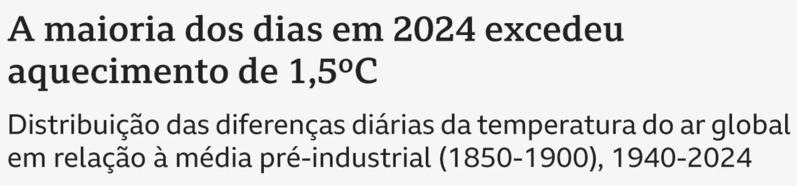 A maioria dos dias em 2024 excedeu
aquecimento de 1,5ºC
Distribuição das diferenças diárias da temperatura do ar global
em relação à média pré-industrial (1850-1900), 1940-2024